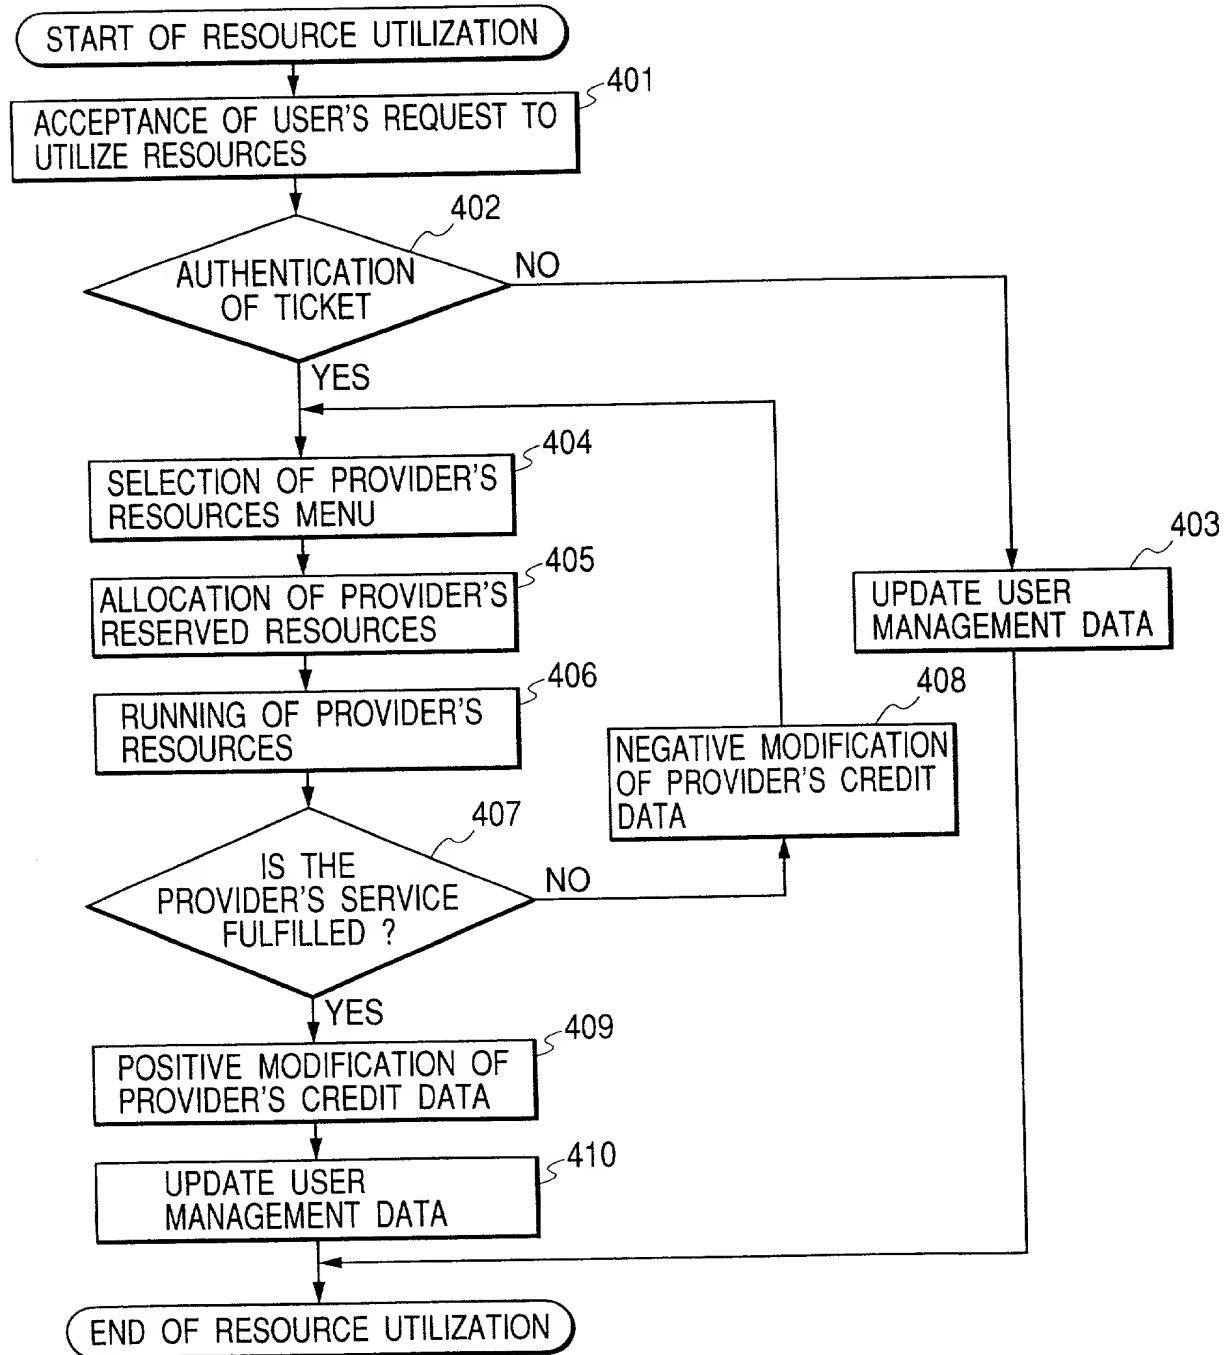 START OF RESOURCE UTILIZATION
401
ACCEPTANCE OF USER'S REQUEST TO
UTILIZE RESOURCES
402
AUTHENTICATION
OF TICKET
NO
YES
404
SELECTION OF PROVIDER'S
RESOURCES MENU
403
UPDATE USER
MANAGEMENT DATA
405
ALLOCATION OF PROVIDER'S
RESERVED RESOURCES
406
RUNNING OF PROVIDER'S
RESOURCES
408
NEGATIVE MODIFICATION
OF PROVIDER'S CREDIT
DATA
407
IS THE
PROVIDER'S SERVICE
FULFILLED ?
NO
YES
409
POSITIVE MODIFICATION OF
PROVIDER'S CREDIT DATA
410
UPDATE USER
MANAGEMENT DATA
END OF RESOURCE UTILIZATION